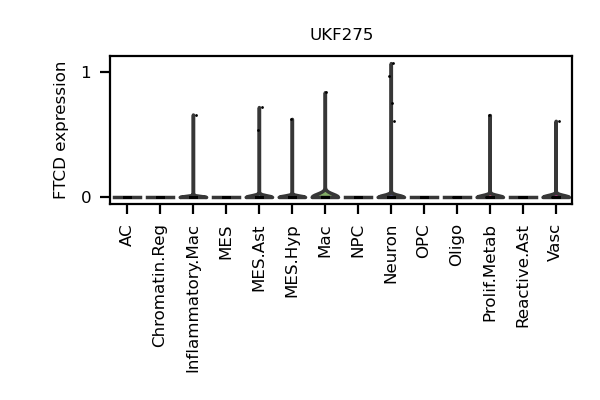 UKF275
FTCD expression
1
0
AC
Chromatin.Reg
Inflammatory.Mac
MES
MES.Ast
MES.Hyp
Mac
NPC
Neuron
OPC
Oligo
Prolif.Metab
Reactive.Ast
Vasc